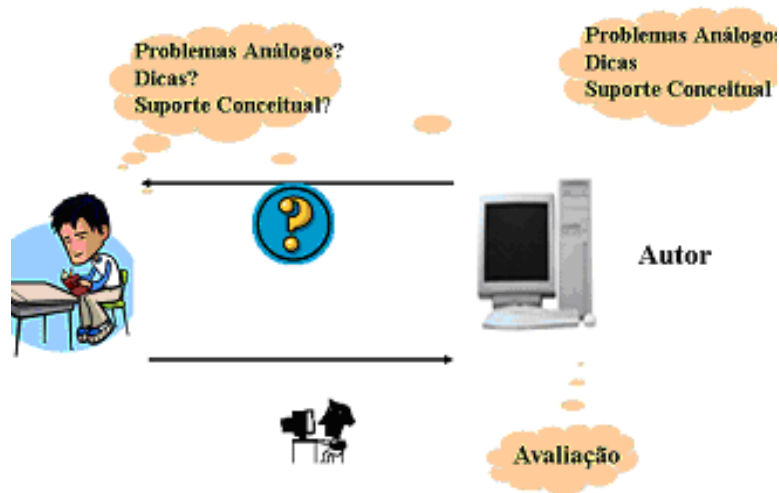 Problemas Análogos?
Dicas?
Suporte Conceitual?
Problemas Análogos
Dicas
Suporte Conceitual
Autor
Avaliação